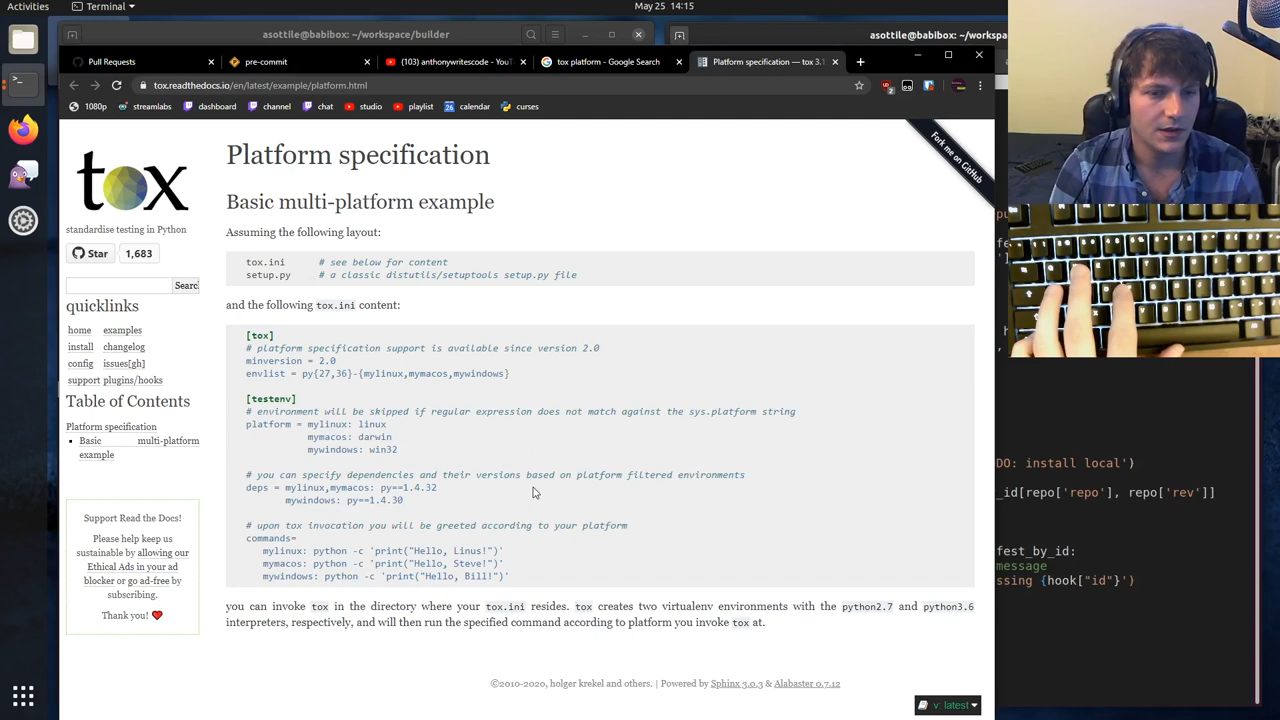 Activities
Terminal
May 25 14:15
asottile@babibox: ~/workspace/builder
asottile@babibox: ~/works
Pull Requests
pre-commit
(103) anthonywritescode - YouT
tox platform - Google Search
Platform specification — tox 3.1
tox.readthedocs.io/en/latest/example/platform.html
1080p
streamlabs
dashboard
channel
chat
studio
playlist
calendar
curses
Fork me on GitHub
tox
standardise testing in Python
Star
1,683
Searc
quicklinks
home
examples
install
changelog
config
issues[gh]
support
plugins/hooks
Table of Contents
Platform specification
Basic multi-platform
example
Support Read the Docs!
Please help keep us
sustainable by allowing our
Ethical Ads in your ad
blocker or go ad-free by
subscribing.
Thank you!
Platform specification
Basic multi-platform example
Assuming the following layout:
tox.ini # see below for content
setup.py # a classic distutils/setuptools setup.py file
and the following tox.ini content:
[tox]
# platform specification support is available since version 2.0
minversion = 2.0
envlist = py{27,36}-{mylinux,mymacos,mywindows}
[testenv]
# environment will be skipped if regular expression does not match against the sys.platform string
platform = mylinux: linux
mymacos: darwin
mywindows: win32
# you can specify dependencies and their versions based on platform filtered environments
deps = mylinux,mymacos: py==1.4.32
mywindows: py==1.4.30
# upon tox invocation you will be greeted according to your platform
commands=
mylinux: python -c 'print("Hello, Linus!")'
mymacos: python -c 'print("Hello, Steve!")'
mywindows: python -c 'print("Hello, Bill!")'
you can invoke tox in the directory where your tox.ini resides. tox creates two virtualenv environments with the python2.7 and python3.6
interpreters, respectively, and will then run the specified command according to platform you invoke tox at.
©2010-2020, holger krekel and others. | Powered by Sphinx 3.0.3 & Alabaster 0.7.12
v: latest
DO: install local')
_id[repo['repo'], repo['rev']]
fest_by_id:
message
ssing {hook["id"]}')